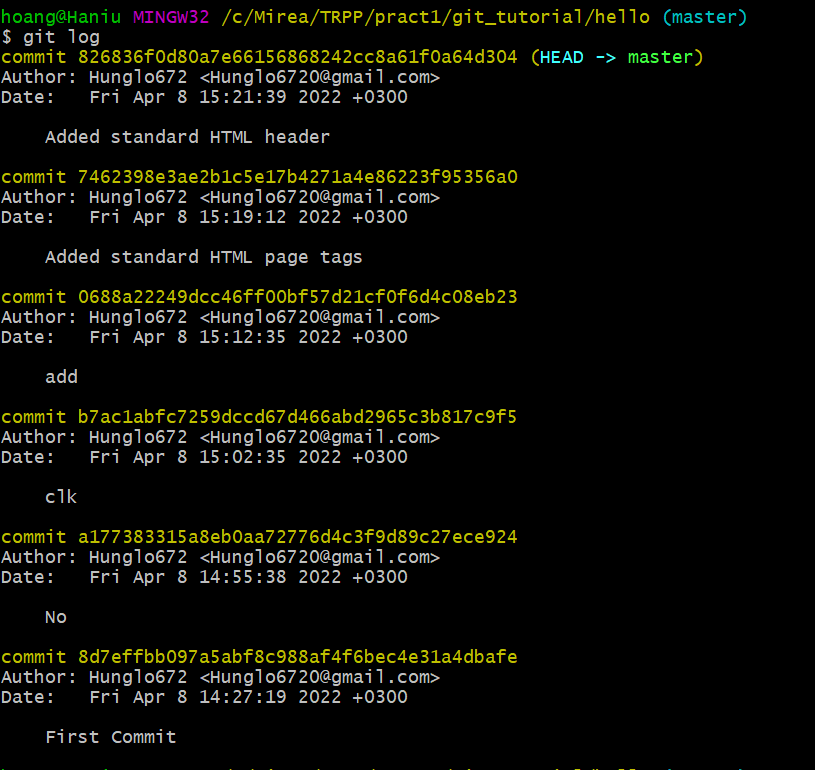 hoang@Haniu MINGW32 /c/Mirea/TRPP/pract1/git_tutorial/hello (master)
$ git log
commit 826836f0d80a7e66156868242cc8a61f0a64d304 (HEAD -> master)
Author: Hunglo672 <Hunglo6720@gmail.com>
Date:   Fri Apr 8 15:21:39 2022 +0300
    Added standard HTML header
commit 7462398e3ae2b1c5e17b4271a4e86223f95356a0
Author: Hunglo672 <Hunglo6720@gmail.com>
Date:   Fri Apr 8 15:19:12 2022 +0300
    Added standard HTML page tags
commit 0688a22249dcc46ff00bf57d21cf0f6d4c08eb23
Author: Hunglo672 <Hunglo6720@gmail.com>
Date:   Fri Apr 8 15:12:35 2022 +0300
    add
commit b7ac1abfc7259dccd67d466abd2965c3b817c9f5
Author: Hunglo672 <Hunglo6720@gmail.com>
Date:   Fri Apr 8 15:02:35 2022 +0300
    clk
commit a177383315a8eb0aa72776d4c3f9d89c27ece924
Author: Hunglo672 <Hunglo6720@gmail.com>
Date:   Fri Apr 8 14:55:38 2022 +0300
    No
commit 8d7effbb097a5abf8c988af4f6bec4e31a4dbafe
Author: Hunglo672 <Hunglo6720@gmail.com>
Date:   Fri Apr 8 14:27:19 2022 +0300
    First Commit